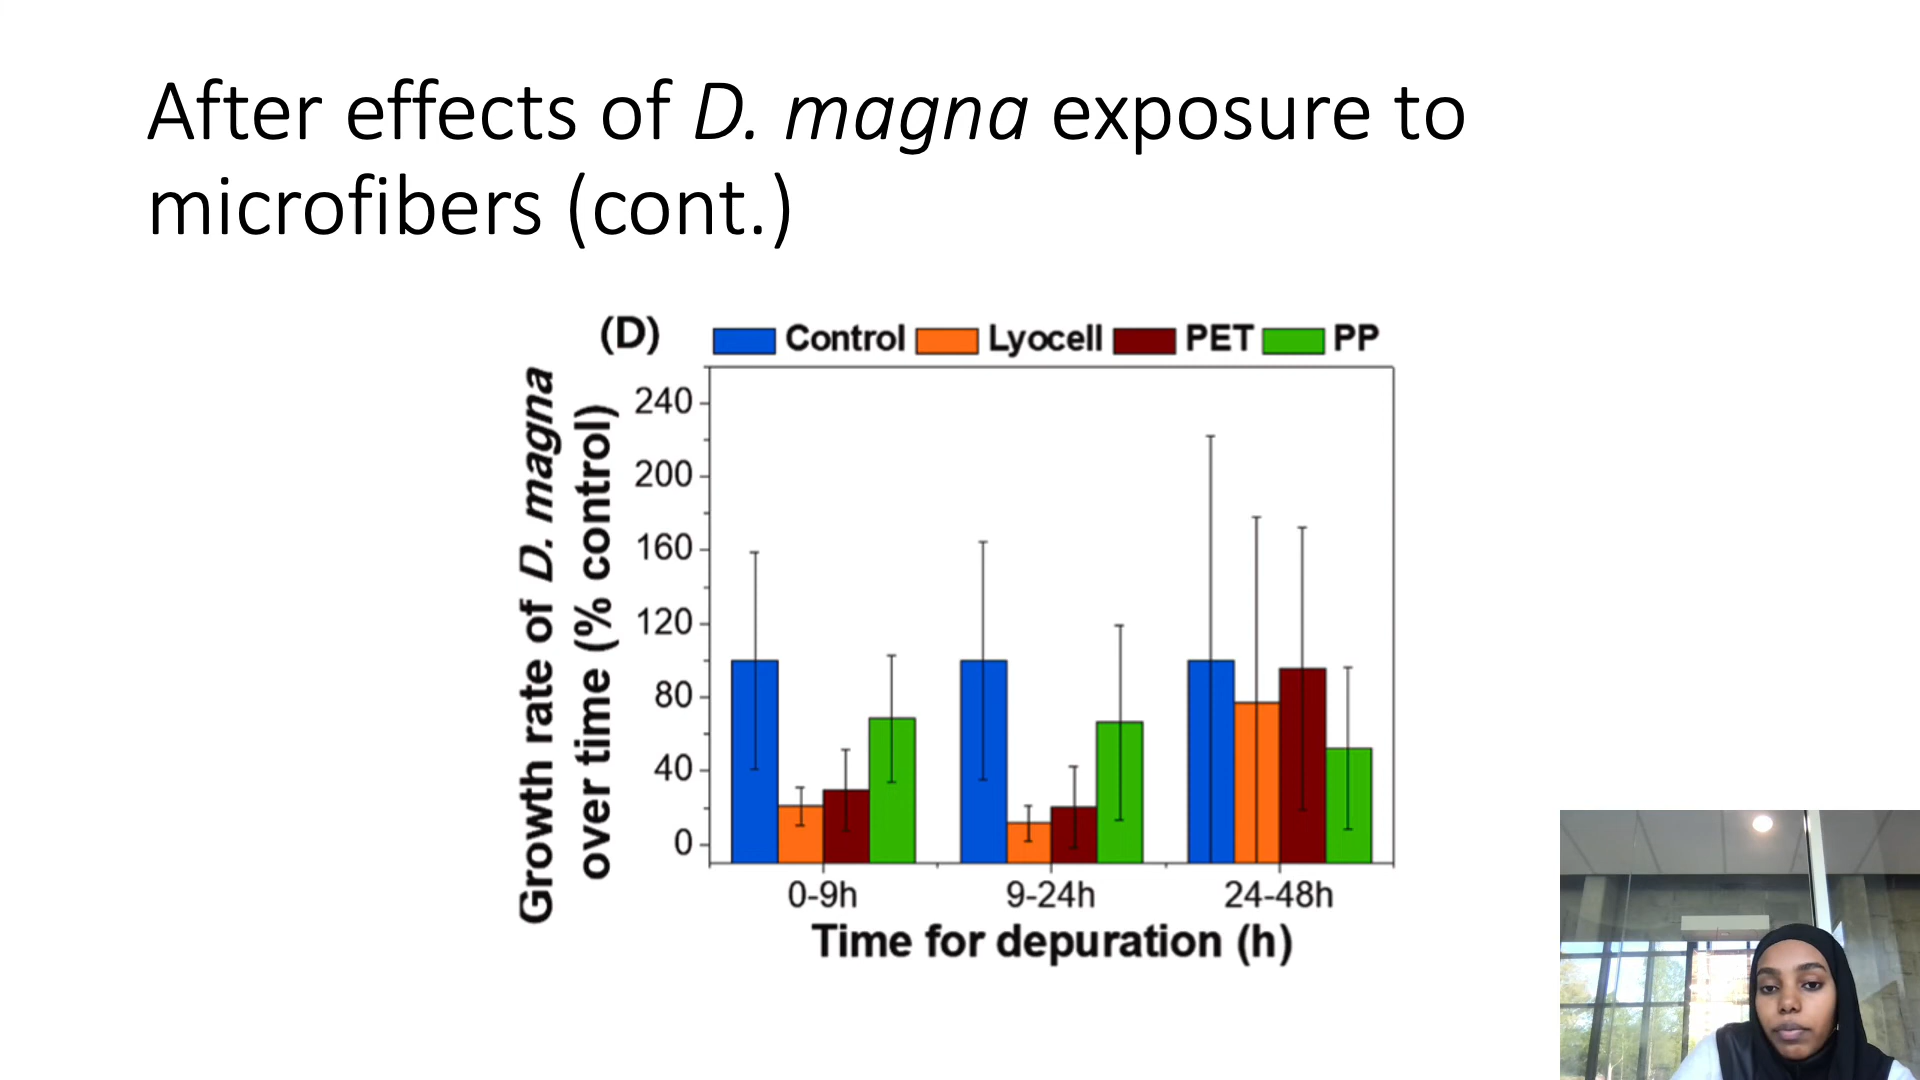 After effects of D. magna exposure to
microfibers (cont.)
(D) Control Lyocell PET PP
Growth rate of D. magna
over time (% control)
240
200
160
120
80
40
0
0-9h 9-24h 24-48h
Time for depuration (h)